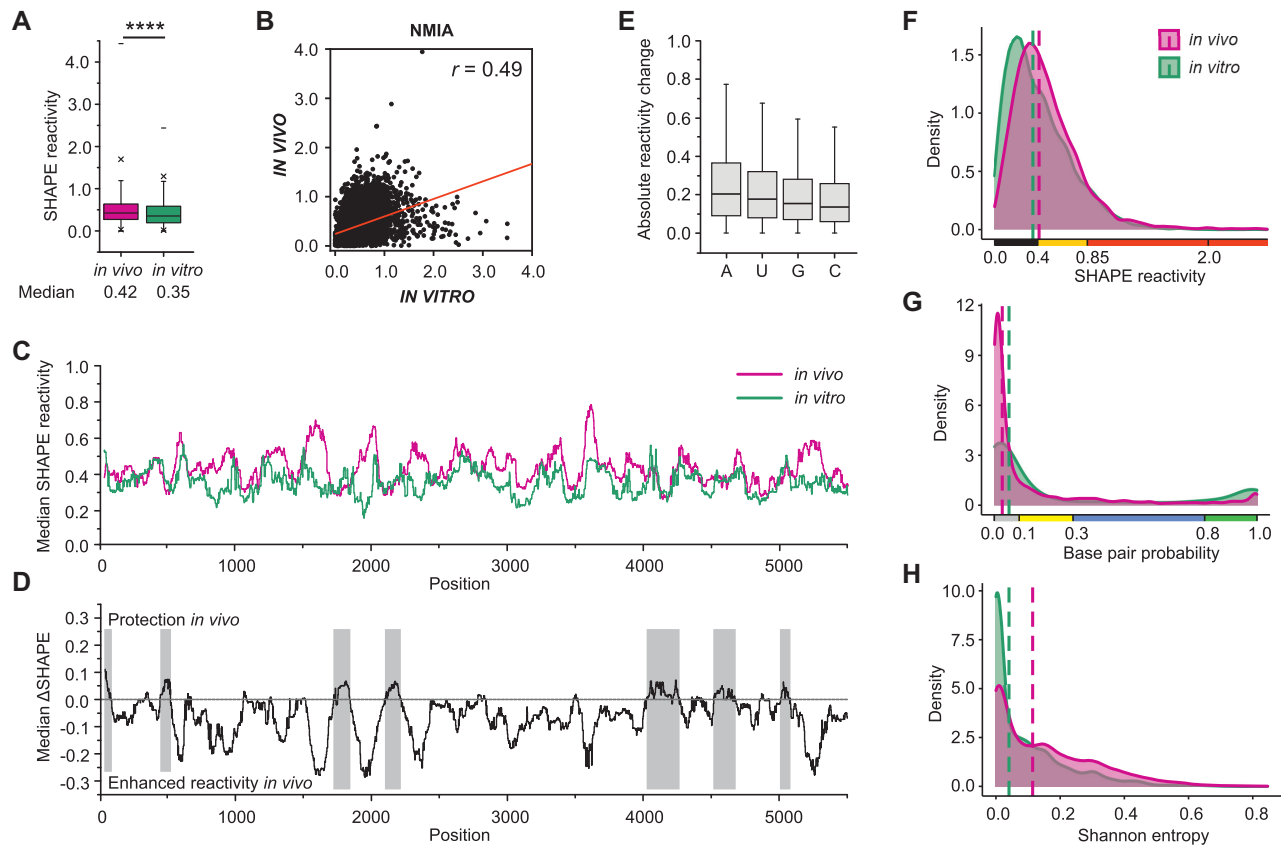 A
****
SHAPE reactivity
4.0
3.0
2.0
1.0
0.0
in vivo in vitro
Median 0.42 0.35
B
NMIA
r = 0.49
IN VIVO
4.0
3.0
2.0
1.0
0.0
0.0 1.0 2.0 3.0 4.0
IN VITRO
C
Median SHAPE reactivity
1.0
0.8
0.6
0.4
0.2
0.0
in vivo
in vitro
0 1000 2000 3000 4000 5000
Position
D
Median ΔSHAPE
0.3
0.2
0.1
0.0
-0.1
-0.2
-0.3
Protection in vivo
Enhanced reactivity in vivo
0 1000 2000 3000 4000 5000
Position
E
Absolute reactivity change
1.0
0.8
0.6
0.4
0.2
0.0
A U G C
F
Density
1.5
1.0
0.5
0.0
in vivo
in vitro
0.0 0.4 0.85 2.0
SHAPE reactivity
G
Density
12
9
6
3
0
0.0 0.1 0.3 0.8 1.0
Base pair probability
H
Density
10.0
7.5
5.0
2.5
0.0
0.0 0.2 0.4 0.6 0.8
Shannon entropy